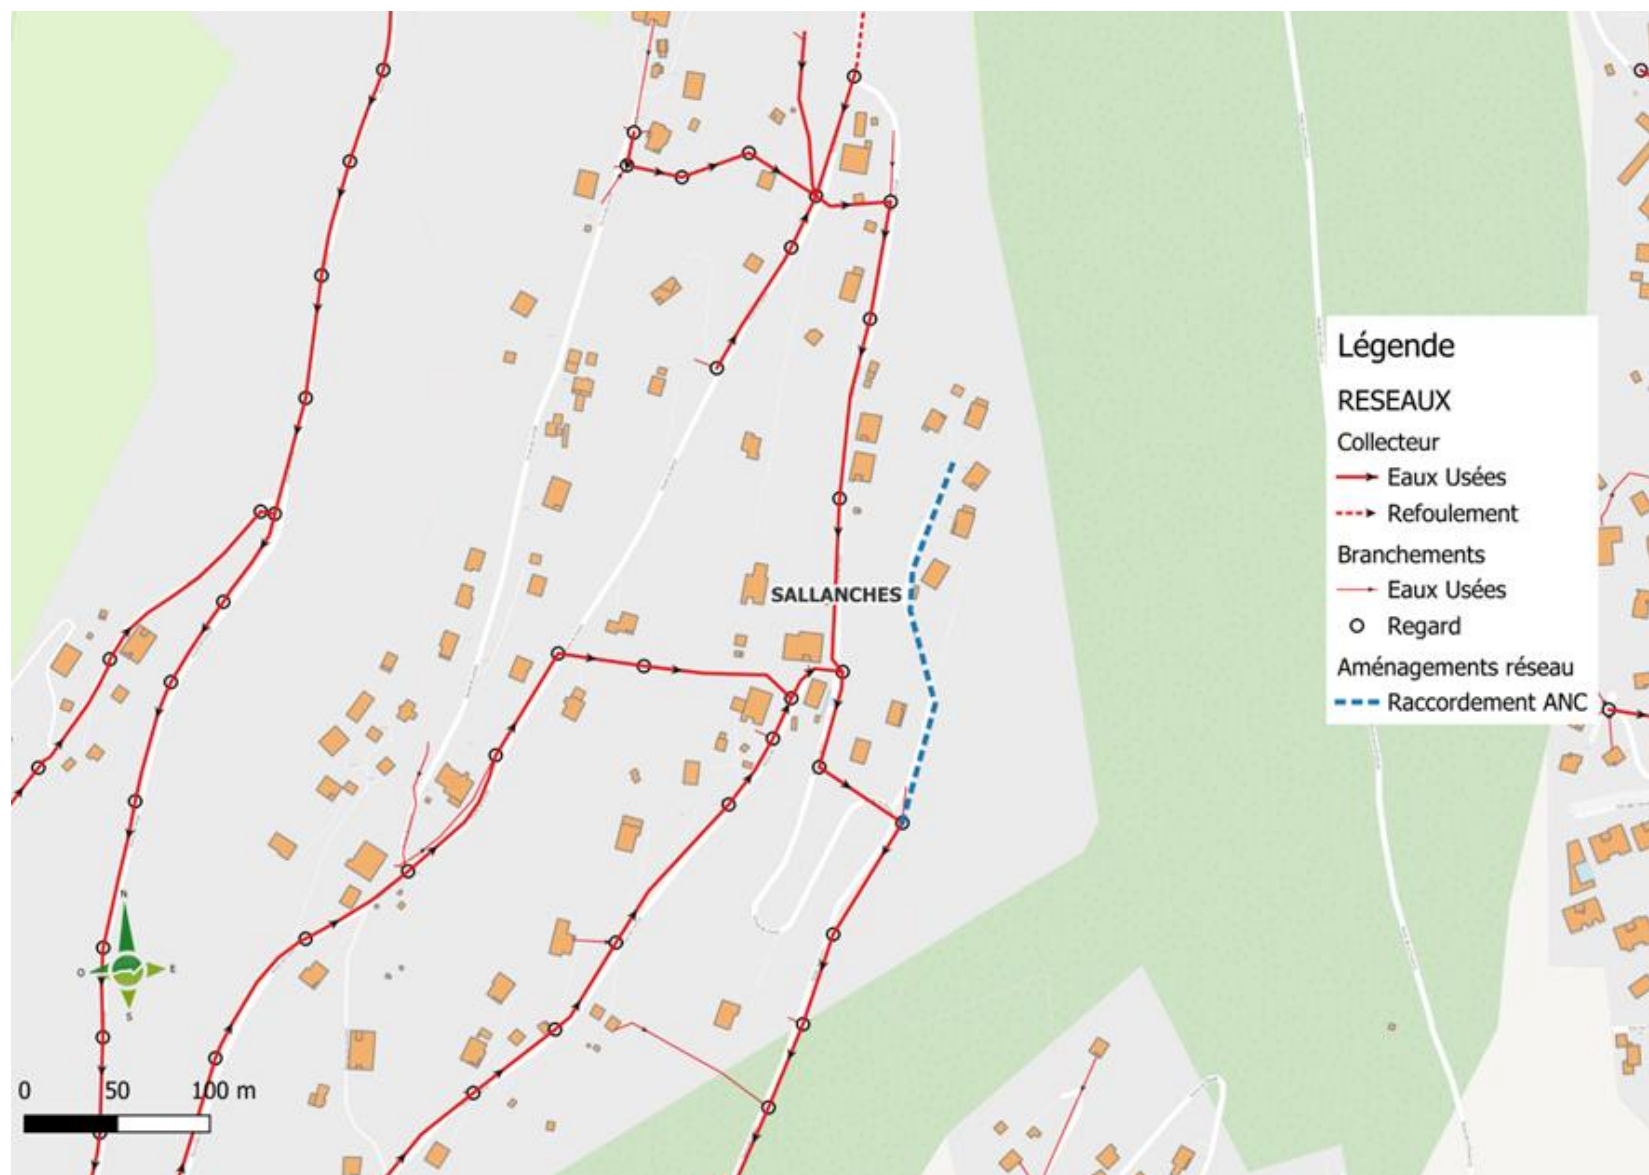 Légende
RESEAUX
Collecteur
Eaux Usées
Refoulement
Branchements
Eaux Usées
Regard
Aménagements réseau
Raccordement ANC
SALLANCHES
N
O
E
S
0 50 100 m